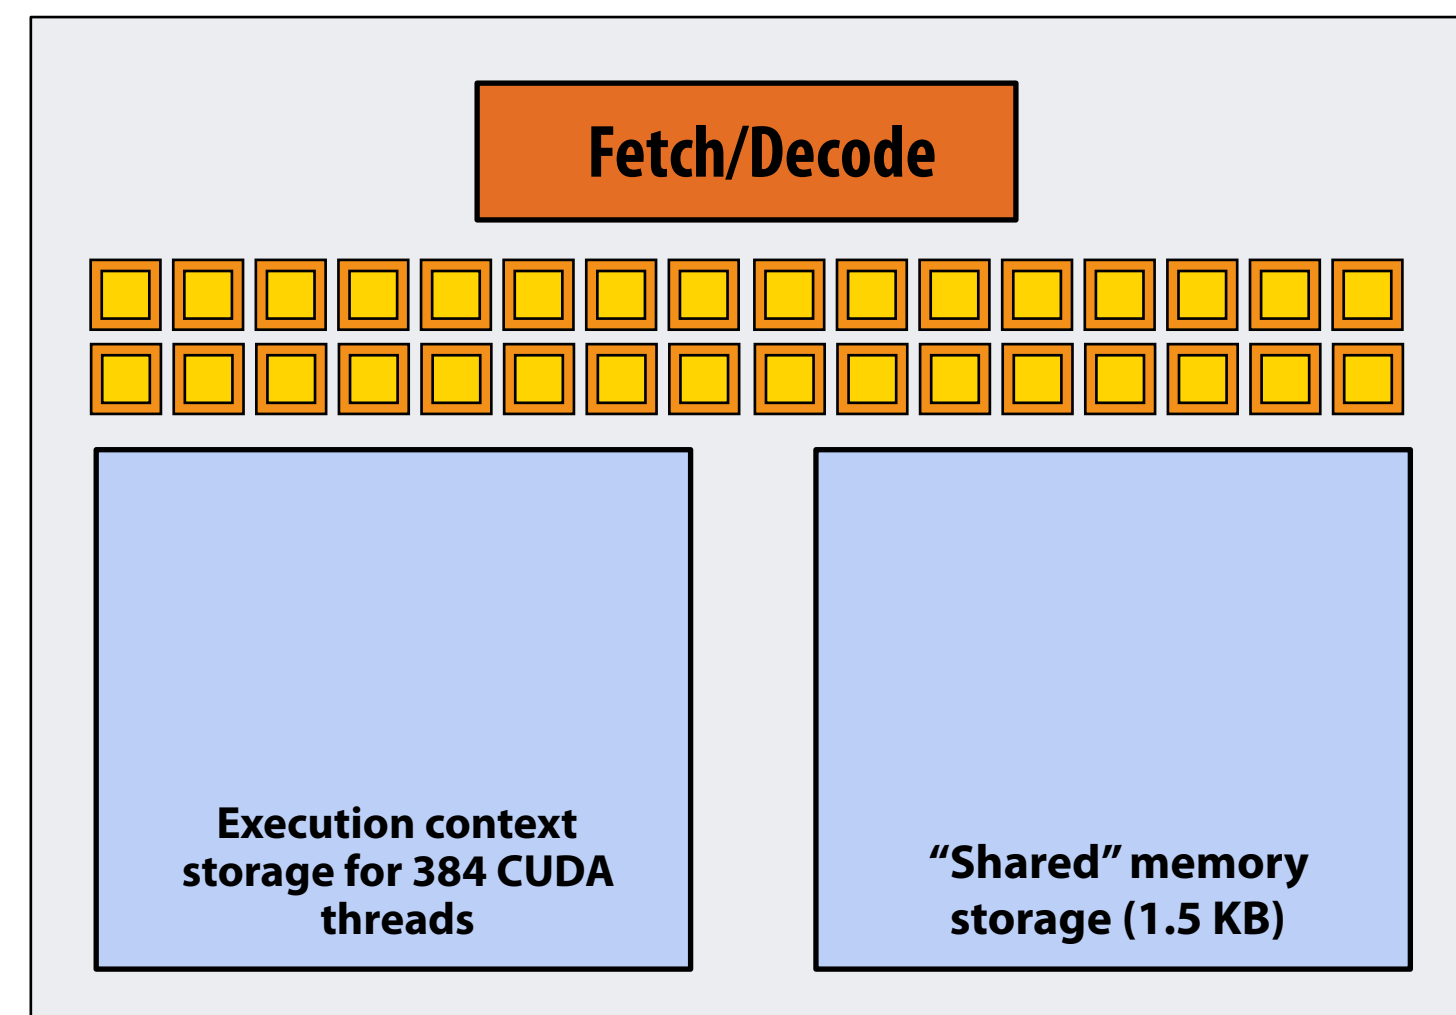 Fetch/Decode
Execution context
storage for 384 CUDA
threads
“Shared” memory
storage (1.5 KB)